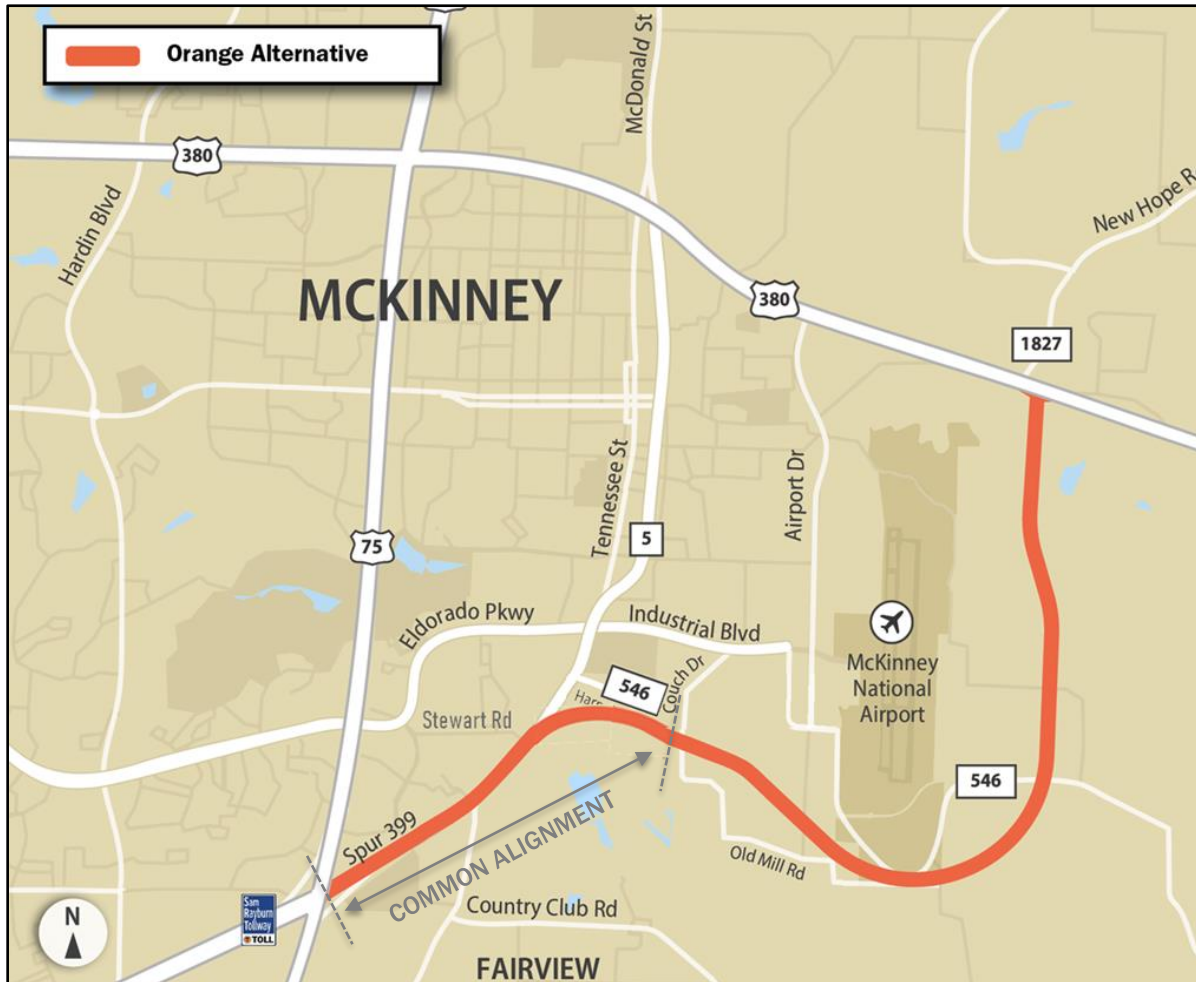 Orange Alternative
McDonald St
380
Hardin Blvd
New Hope R
MCKINNEY
380
1827
Tennessee St
Airport Dr
5
75
Eldorado Pkwy
Industrial Blvd
McKinney
National
Airport
Couch Dr
546
Stewart Rd
546
Spur 399
COMMON ALIGNMENT
Old Mill Rd
Sam
Rayburn
Tollway
TOLL
Country Club Rd
N
FAIRVIEW